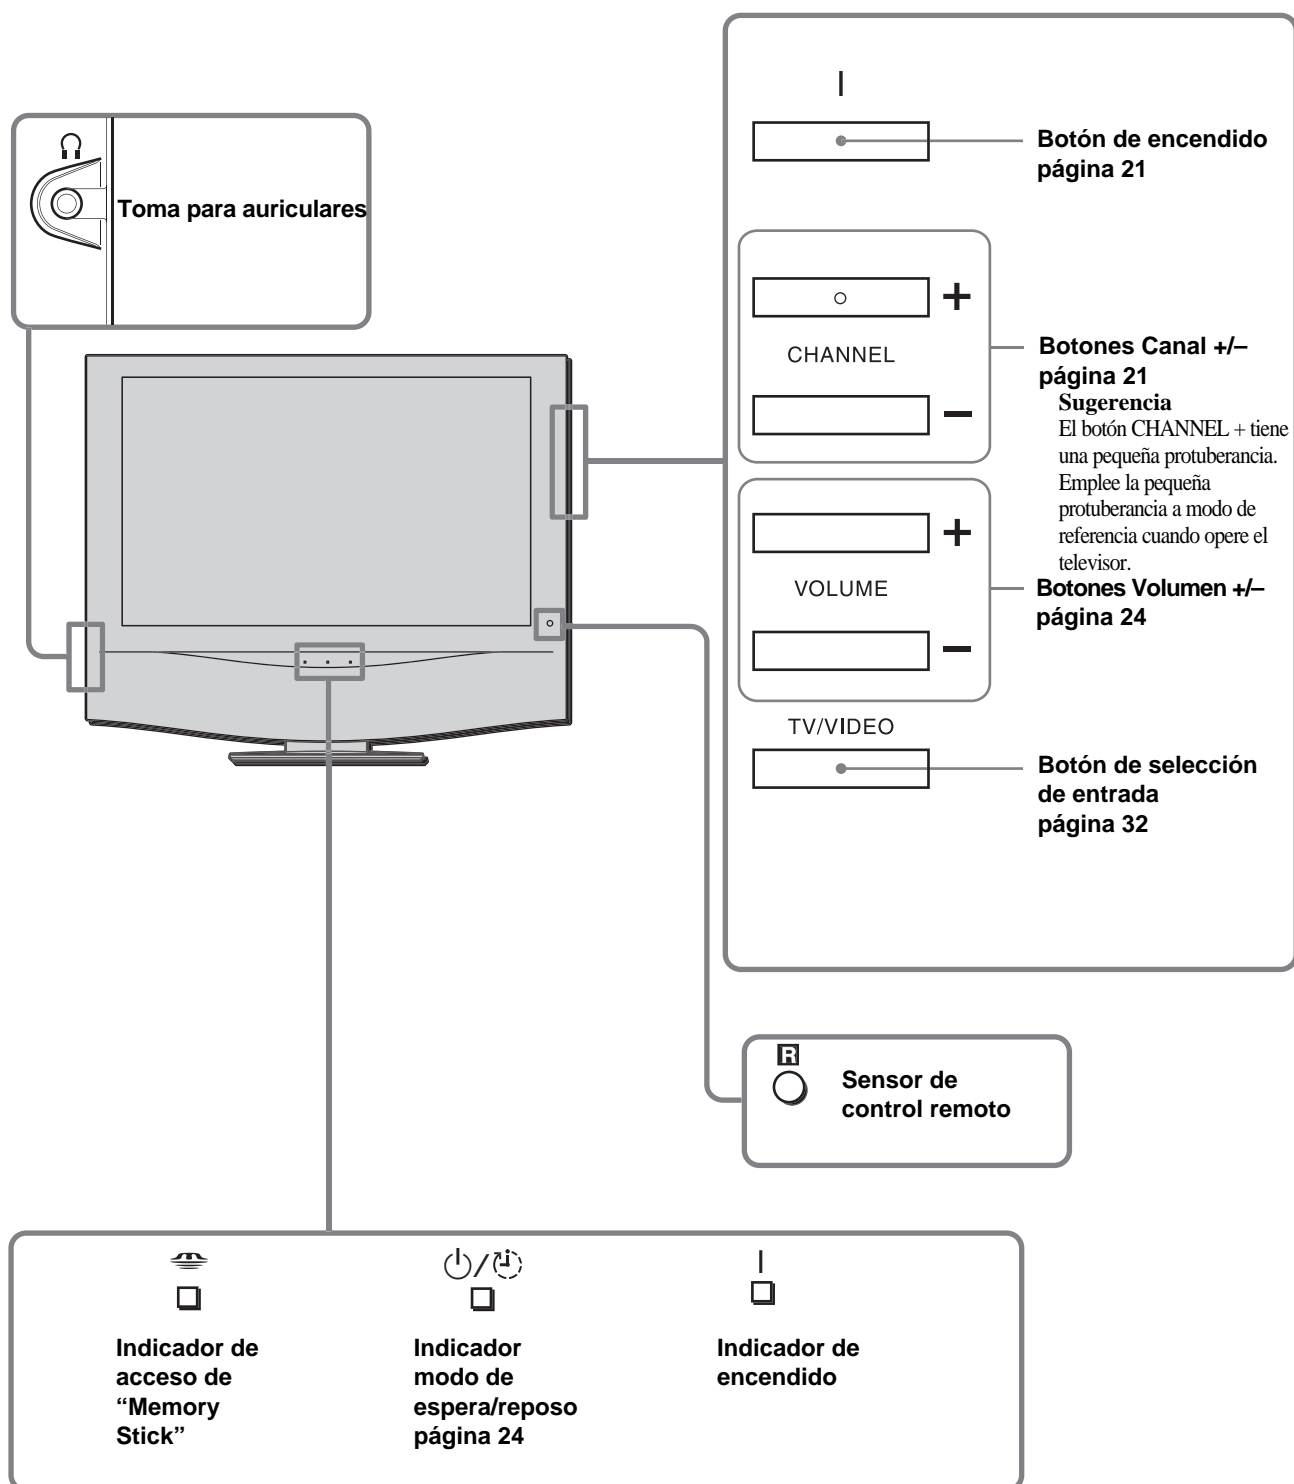 Toma para auriculares
|
Botón de encendido
página 21
+
CHANNEL
–
Botones Canal +/–
página 21
Sugerencia
El botón CHANNEL + tiene
una pequeña protuberancia.
Emplee la pequeña
protuberancia a modo de
referencia cuando opere el
televisor.
+
VOLUME
–
Botones Volumen +/–
página 24
TV/VIDEO
Botón de selección
de entrada
página 32
R
Sensor de
control remoto
Indicador de
acceso de
“Memory
Stick”
/
Indicador
modo de
espera/reposo
página 24
|
Indicador de
encendido